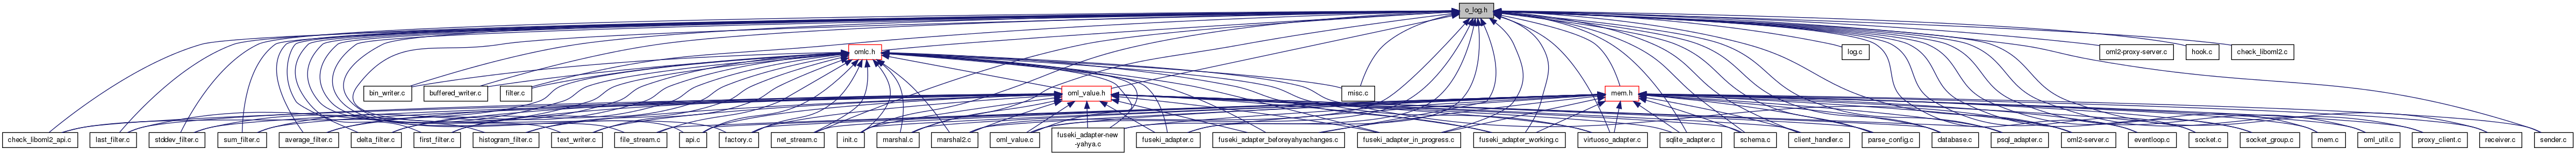 o_log.h
omlc.h
log.c
oml2-proxy-server.c
hook.c
check_liboml2.c
bin_writer.c
buffered_writer.c
filter.c
oml_value.h
misc.c
mem.h
check_liboml2_api.c
last_filter.c
stddev_filter.c
sum_filter.c
average_filter.c
delta_filter.c
first_filter.c
histogram_filter.c
text_writer.c
file_stream.c
api.c
factory.c
net_stream.c
init.c
marshal.c
marshal2.c
oml_value.c
fuseki_adapter-new
-yahya.c
fuseki_adapter.c
fuseki_adapter_beforeyahyachanges.c
fuseki_adapter_in_progress.c
fuseki_adapter_working.c
virtuoso_adapter.c
sqlite_adapter.c
schema.c
client_handler.c
parse_config.c
database.c
psql_adapter.c
oml2-server.c
eventloop.c
socket.c
socket_group.c
mem.c
oml_util.c
proxy_client.c
receiver.c
sender.c